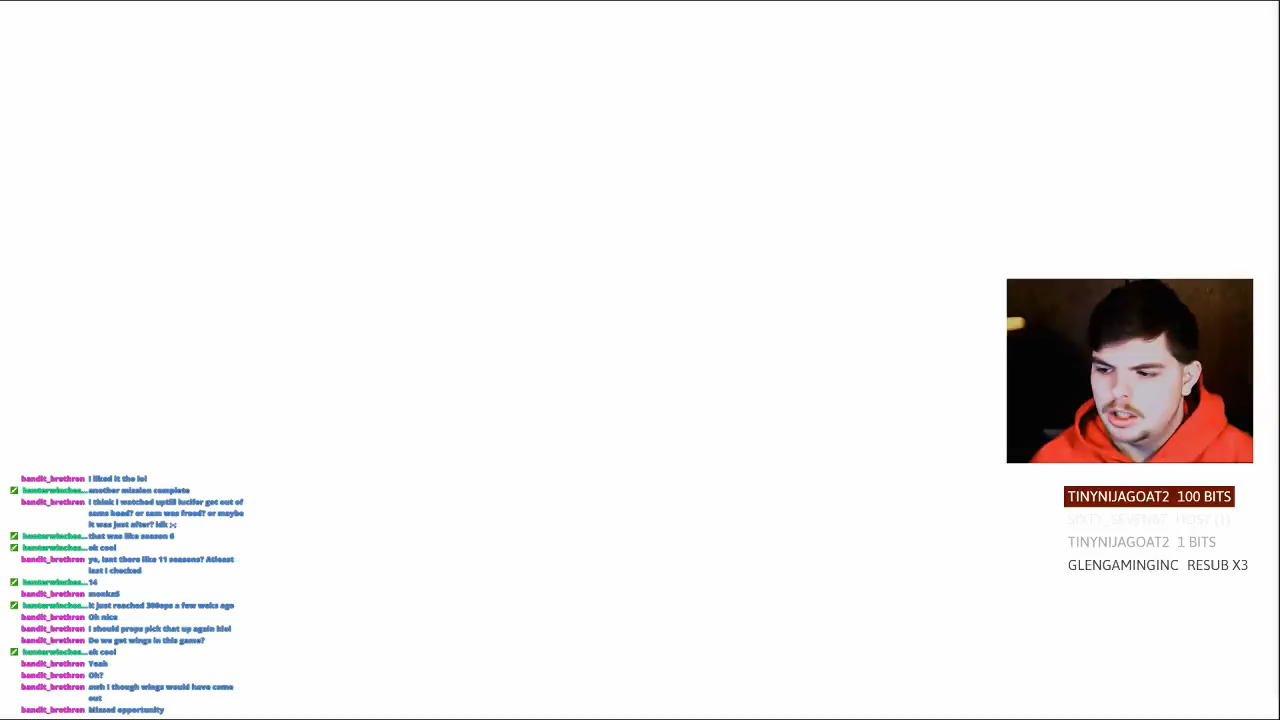 bandit_brethren I liked it tho lol
hunterwinches... another mission complete
bandit_brethren I think I watched uptill lucifer got out of
sams head? or sam was freed? or maybe
it was just after? idk ;-;
hunterwinches... that was like season 6
hunterwinches... ok cool
bandit_brethren ye, isnt there like 11 seasons? Atleast
last I checked
hunterwinches... 14
bandit_brethren monkaS
hunterwinches... it just reached 300eps a few weks ago
bandit_brethren Oh nice
bandit_brethren I should props pick that up again blol
bandit_brethren Do we get wings in this game?
hunterwinches... ok cool
bandit_brethren Yeah
bandit_brethren Oh?
bandit_brethren awh I though wings would have come
out
bandit_brethren Missed opportunity
TINYNIJAGOAT2 100 BITS
TINYNIJAGOAT2 1 BITS
GLENGAMINGINC RESUB X3